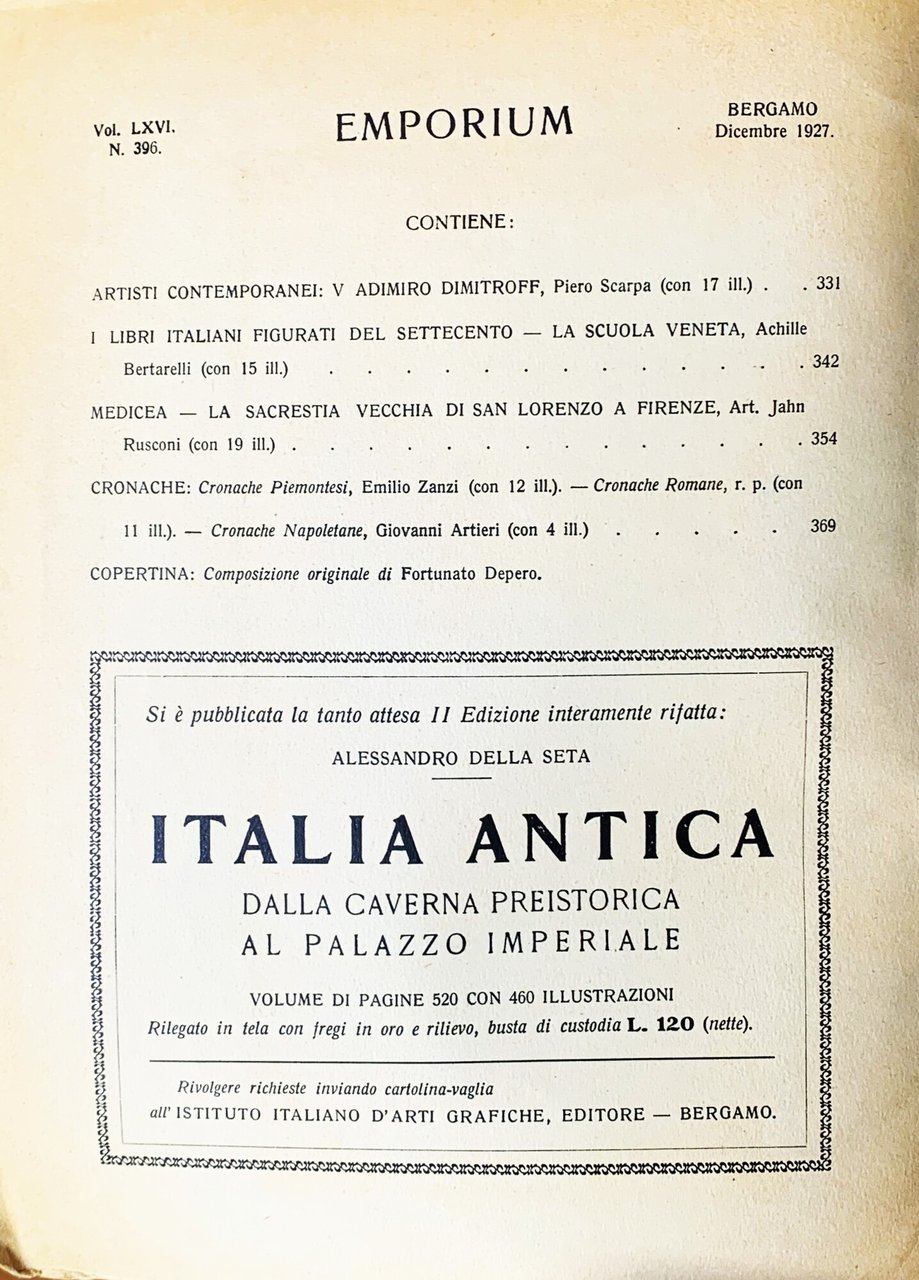 Vol. LXVI.
N. 396.
EMPORIUM
BERGAMO
Dicembre 1927.
CONTIENE:
ARTISTI CONTEMPORANEI: V ADIMIRO DIMITROFF, Piero Scarpa (con 17 ill.) . . 331
I LIBRI ITALIANI FIGURATI DEL SETTECENTO — LA SCUOLA VENETA, Achille
Bertarelli (con 15 ill.) . . . . . . . . . . . . . 342
MEDICEA — LA SACRESTIA VECCHIA DI SAN LORENZO A FIRENZE, Art. Jahn
Rusconi (con 19 ill.) . . . . . . . . . . . . . . 354
CRONACHE: Cronache Piemontesi, Emilio Zanzi (con 12 ill.). — Cronache Romane, r. p. (con
11 ill.). — Cronache Napoletane, Giovanni Artieri (con 4 ill.) . . . . . 369
COPERTINA: Composizione originale di Fortunato Depero.
Si è pubblicata la tanto attesa II Edizione interamente rifatta:
ALESSANDRO DELLA SETA
ITALIA ANTICA
DALLA CAVERNA PREISTORICA
AL PALAZZO IMPERIALE
VOLUME DI PAGINE 520 CON 460 ILLUSTRAZIONI
Rilegato in tela con fregi in oro e rilievo, busta di custodia L. 120 (nette).
Rivolgere richieste inviando cartolina-vaglia
all' ISTITUTO ITALIANO D'ARTI GRAFICHE, EDITORE — BERGAMO.